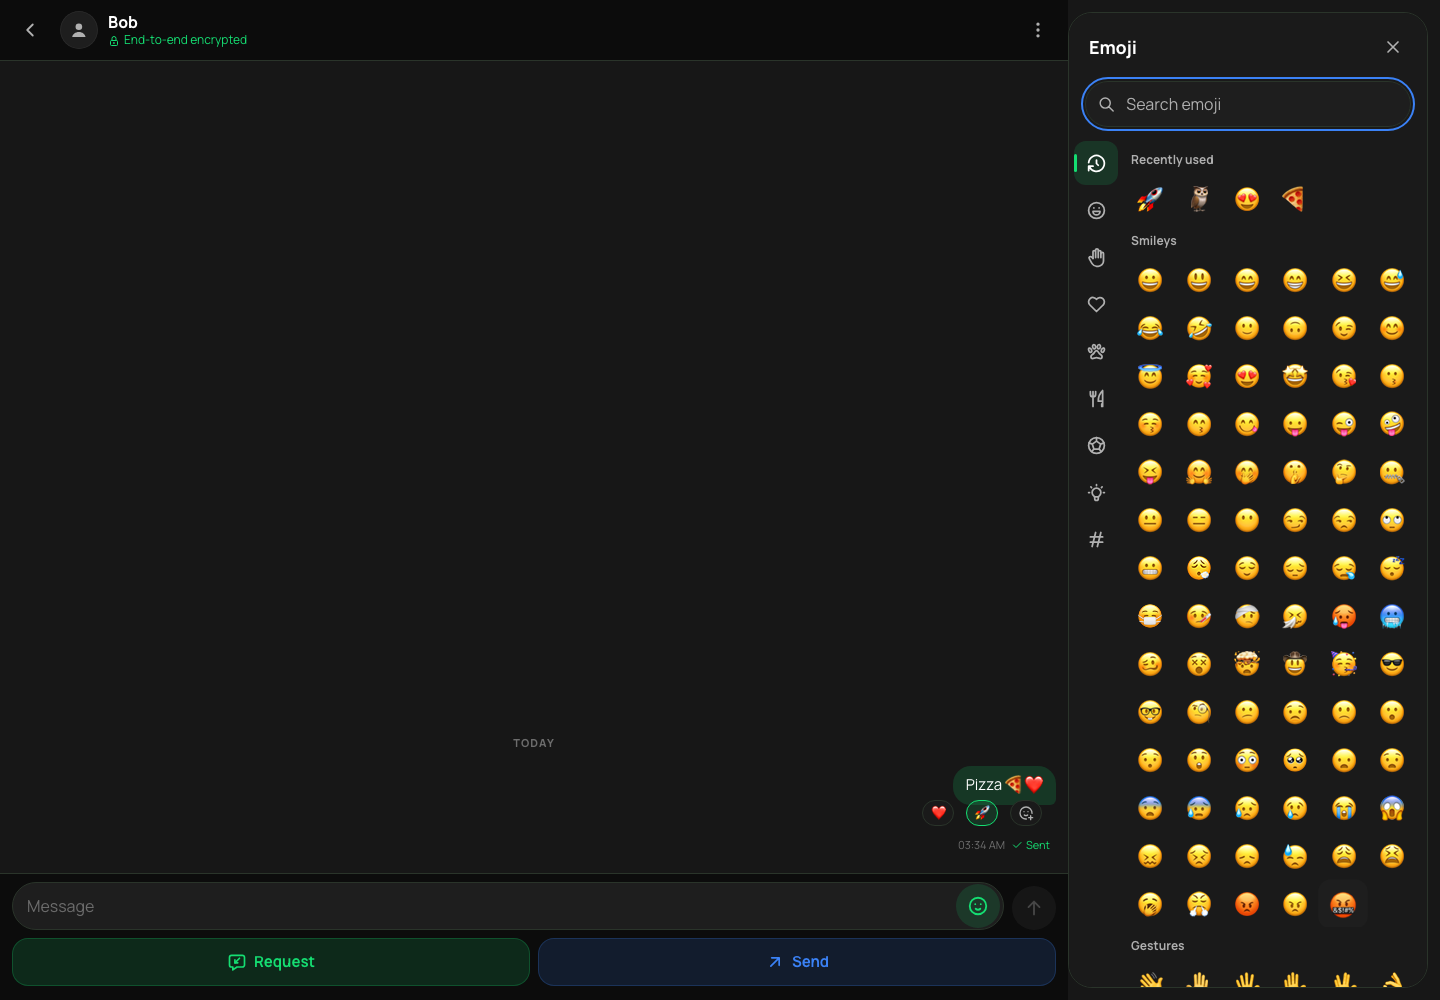 Bob
End-to-end encrypted
TODAY
Pizza 🍕❤️
❤️ 🚀
03:34 AM ✓ Sent
Message
Request
Send
Emoji
Search emoji
Recently used
Smileys
Gestures